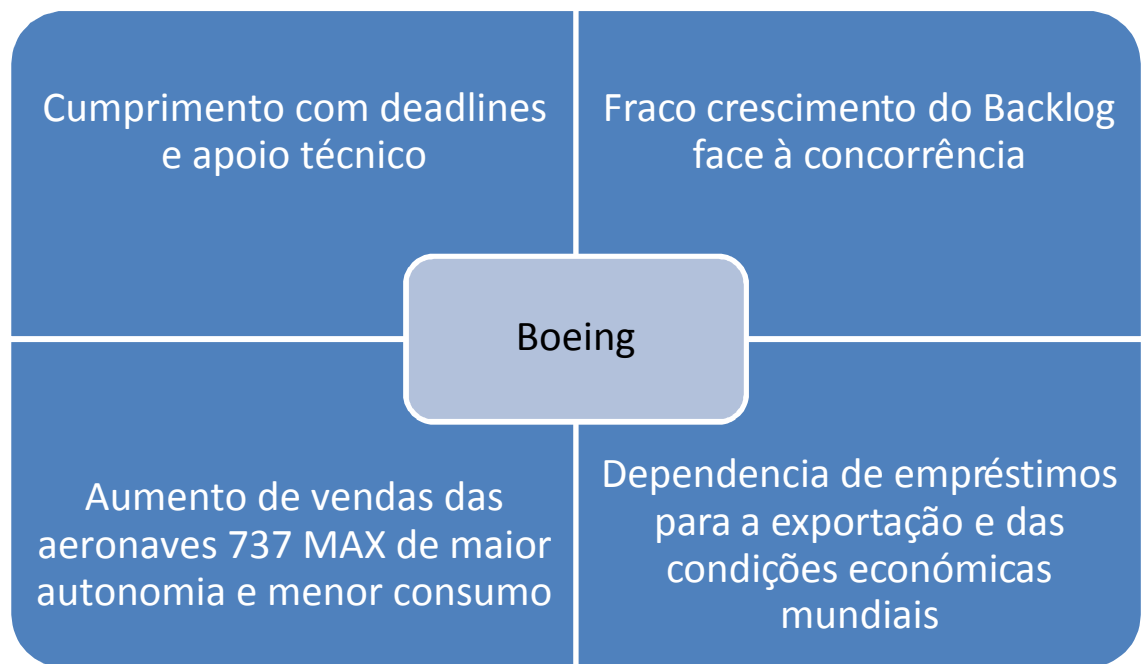 Cumprimento com deadlines
e apoio técnico
Fraco crescimento do Backlog
face à concorrência
Boeing
Aumento de vendas das
aeronaves 737 MAX de maior
autonomia e menor consumo
Dependencia de empréstimos
para a exportação e das
condições económicas
mundiais